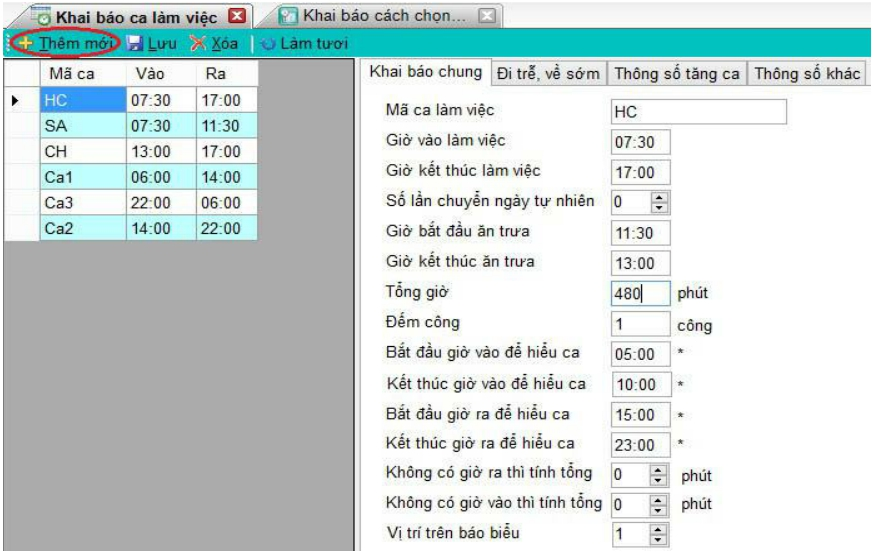 Khai báo ca làm việc Khai báo cách chọn...
Thêm mới Lưu Xóa Làm tươi
Mã ca Vào Ra
HC 07:30 17:00
SA 07:30 11:30
CH 13:00 17:00
Ca1 06:00 14:00
Ca3 22:00 06:00
Ca2 14:00 22:00
Khai báo chung Đi trễ, về sớm Thông số tăng ca Thông số khác
Mã ca làm việc HC
Giờ vào làm việc 07:30
Giờ kết thúc làm việc 17:00
Số lần chuyển ngày tự nhiên 0
Giờ bắt đầu ăn trưa 11:30
Giờ kết thúc ăn trưa 13:00
Tổng giờ 480 phút
Đếm công 1 công
Bắt đầu giờ vào để hiểu ca 05:00 *
Kết thúc giờ vào để hiểu ca 10:00 *
Bắt đầu giờ ra để hiểu ca 15:00 *
Kết thúc giờ ra để hiểu ca 23:00 *
Không có giờ ra thì tính tổng 0 phút
Không có giờ vào thì tính tổng 0 phút
Vị trí trên báo biểu 1